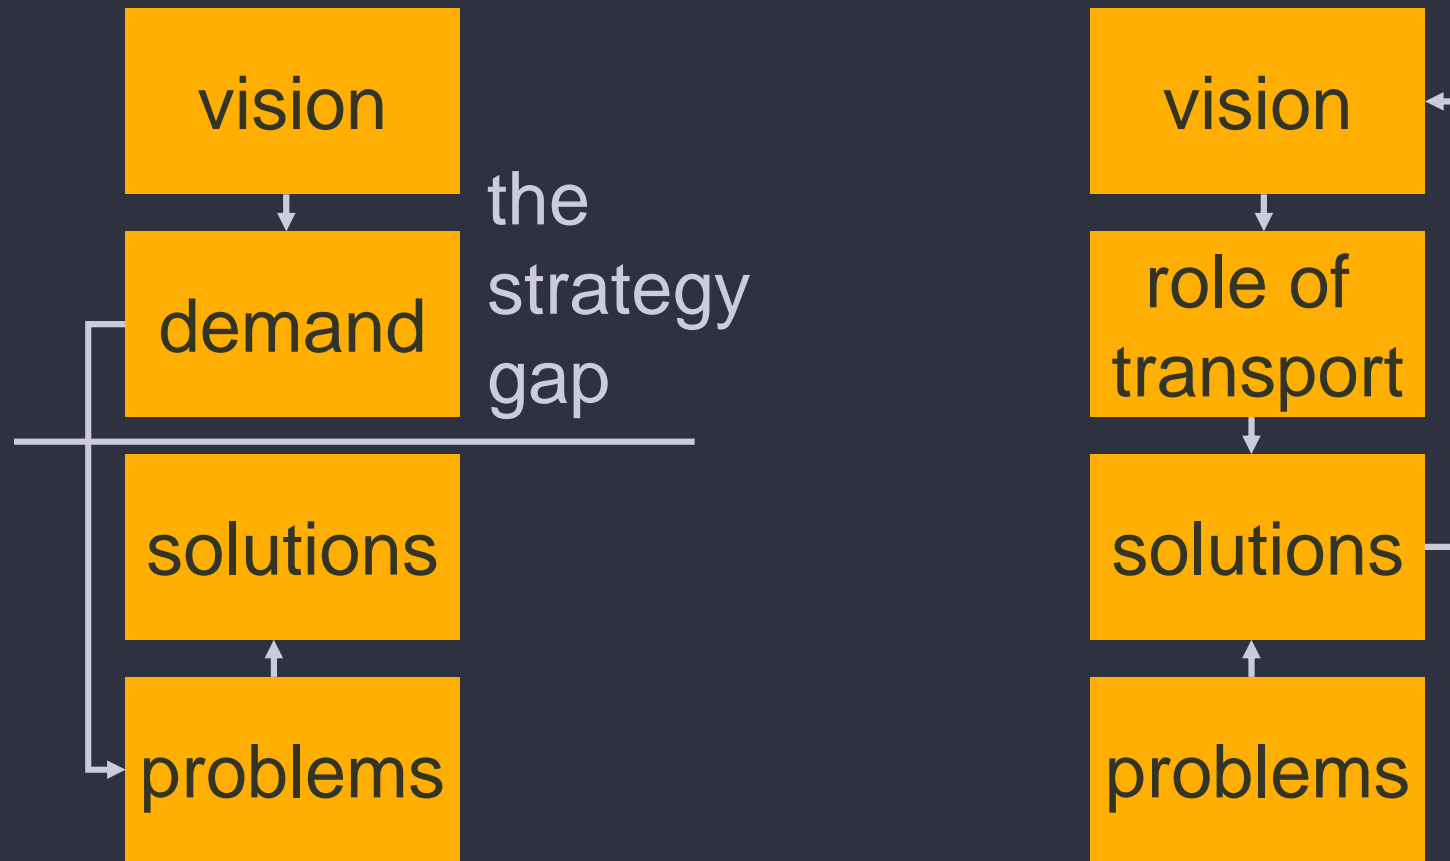 vision
demand
solutions
problems
the
strategy
gap
vision
role of
transport
solutions
problems